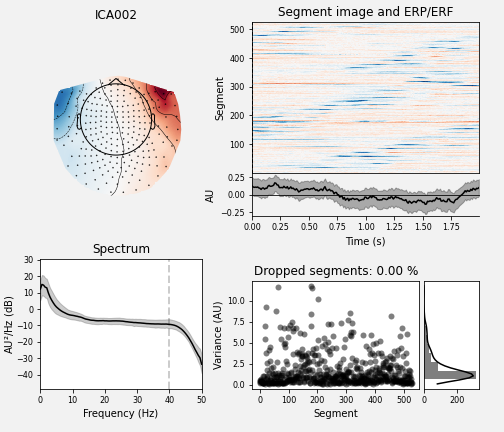 ICA002
Segment image and ERP/ERF
Segment
500
400
300
200
100
AU
0.25
0.00
−0.25
0.00 0.25 0.50 0.75 1.00 1.25 1.50 1.75
Time (s)
Spectrum
AU²/Hz (dB)
30
20
10
0
−10
−20
−30
−40
0 10 20 30 40 50
Frequency (Hz)
Dropped segments: 0.00 %
Variance (AU)
10.0
7.5
5.0
2.5
0.0
0 100 200 300 400 500
Segment
0 200